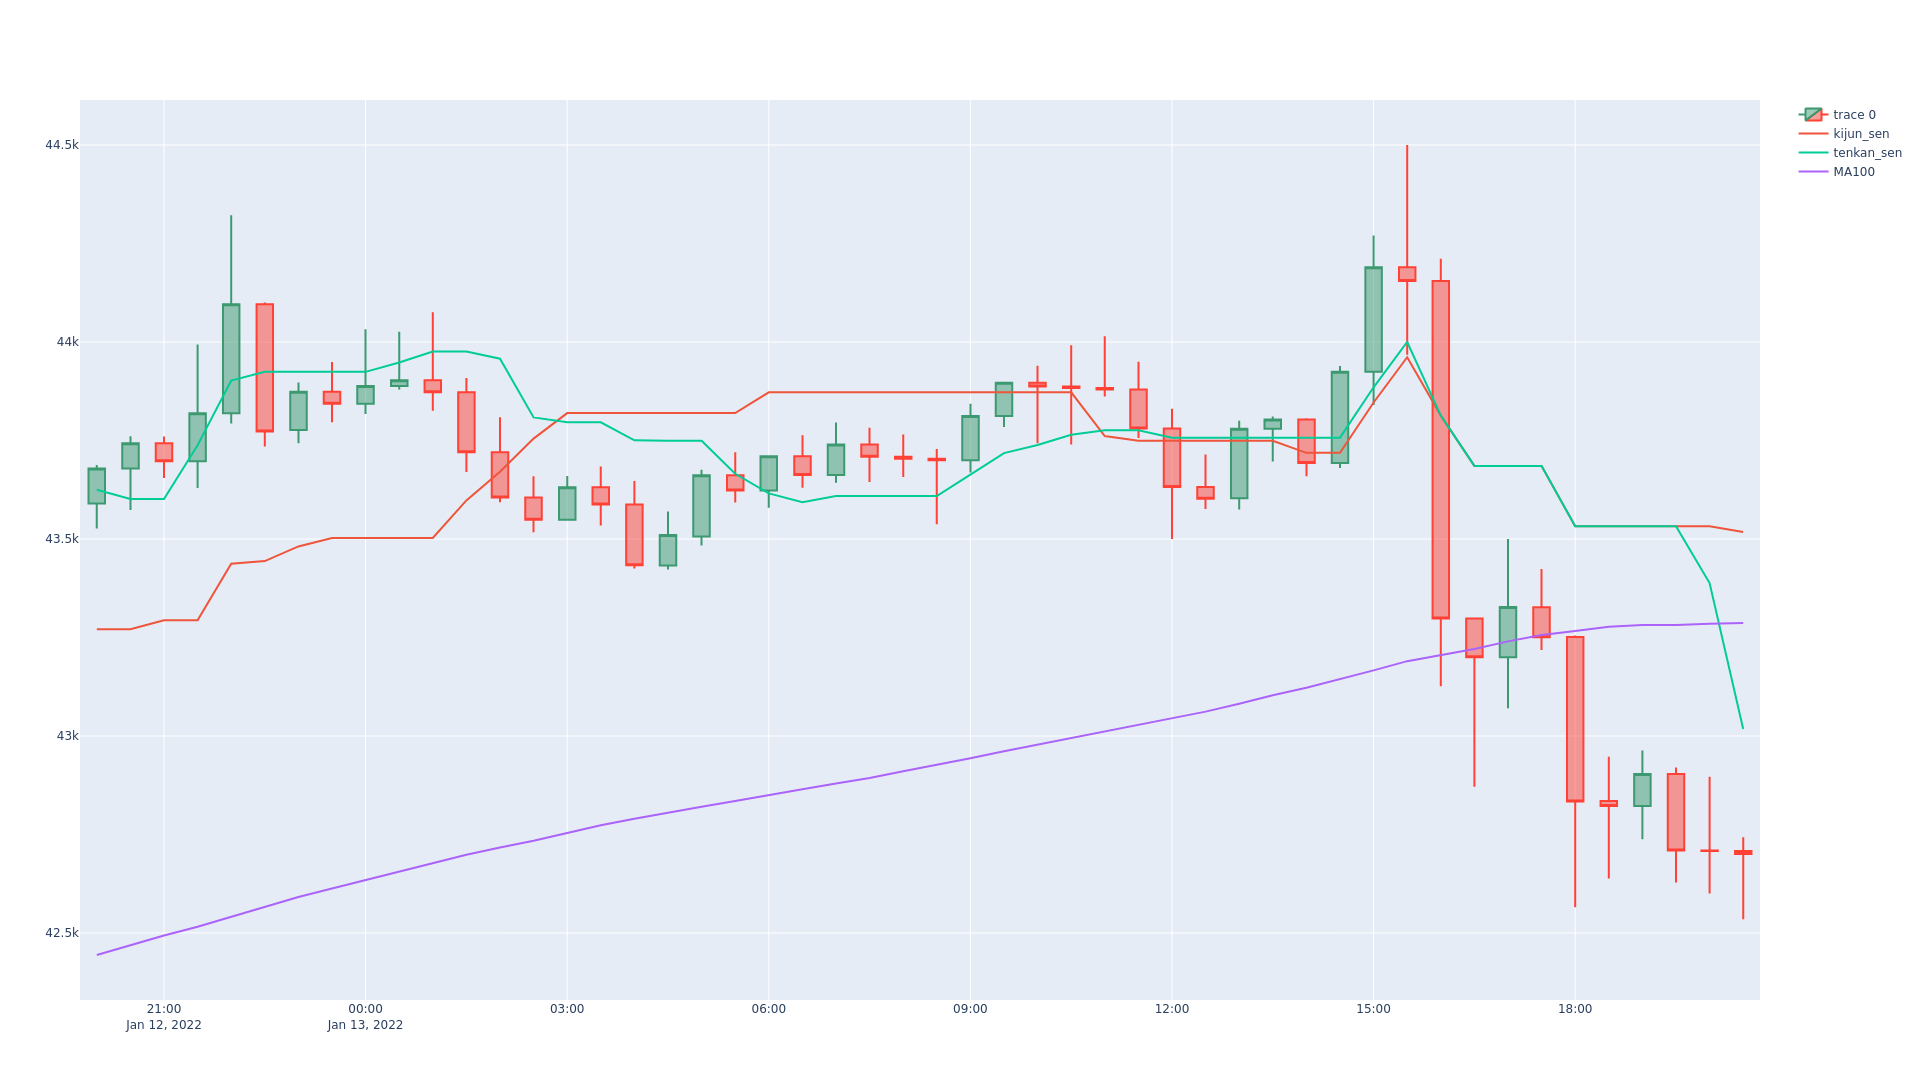 44.5k
44k
43.5k
43k
42.5k
21:00
Jan 12, 2022
00:00
Jan 13, 2022
03:00
06:00
09:00
12:00
15:00
18:00
trace 0
kijun_sen
tenkan_sen
MA100